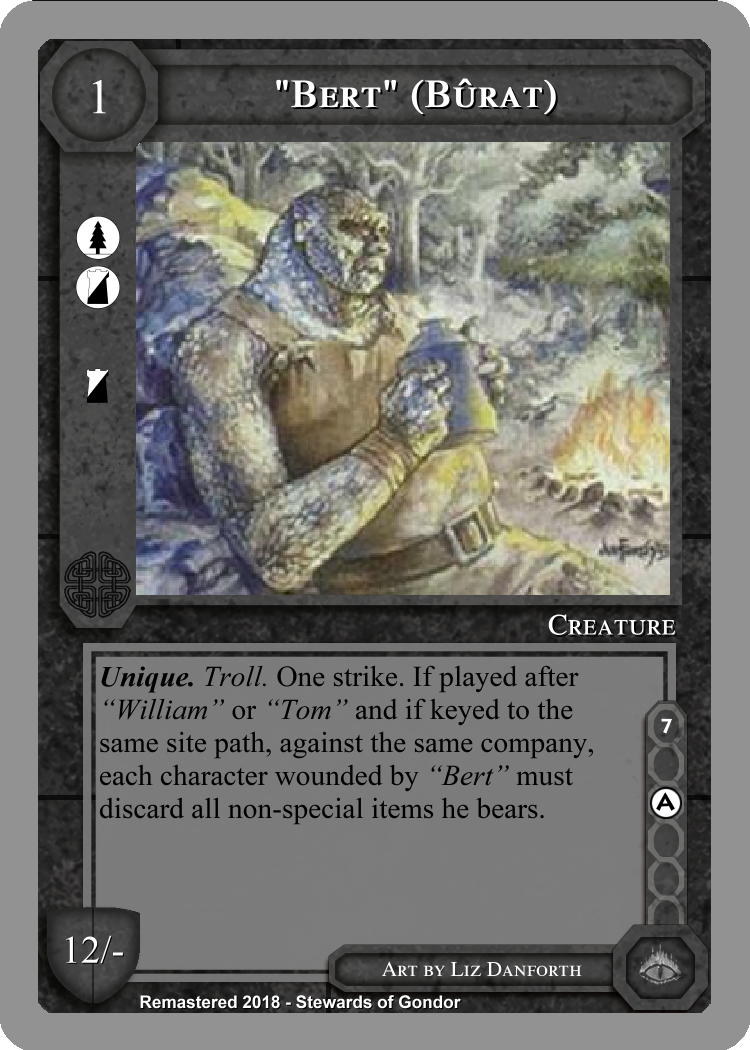 1
"Bert" (Bûrat)
Creature
Unique. Troll. One strike. If played after
“William” or “Tom” and if keyed to the
same site path, against the same company,
each character wounded by “Bert” must
discard all non-special items he bears.
7
A
12/-
Art by Liz Danforth
Remastered 2018 - Stewards of Gondor